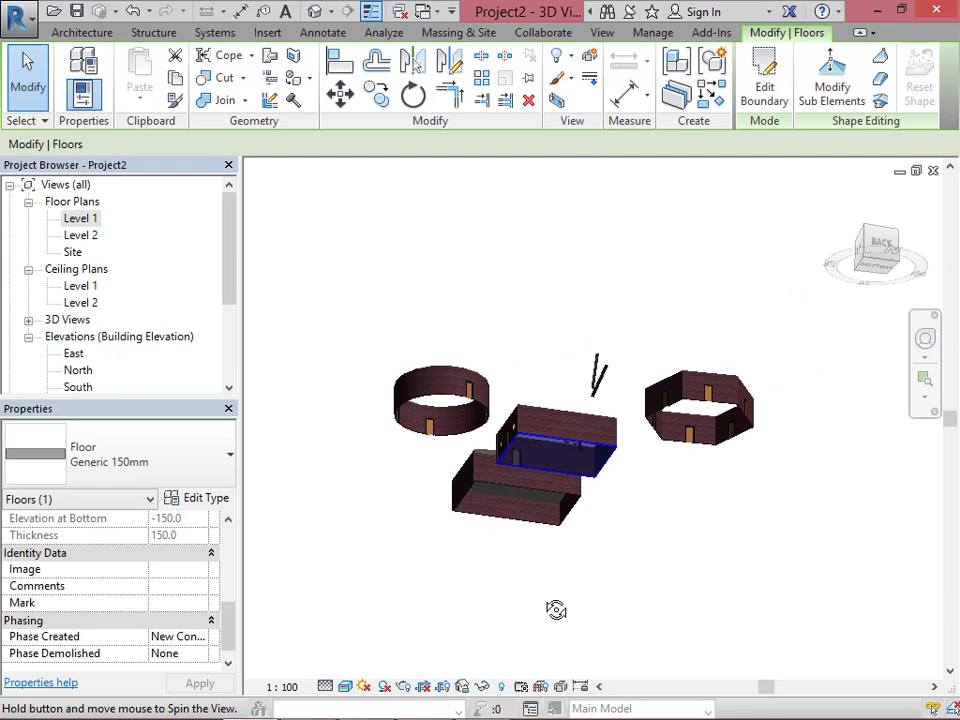 Project2 - 3D Vi... Sign In
Architecture Structure Systems Insert Annotate Analyze Massing & Site Collaborate View Manage Add-Ins Modify | Floors
Modify Paste Cope Cut Join Edit Boundary Modify Sub Elements Reset Shape
Select Properties Clipboard Geometry Modify View Measure Create Mode Shape Editing
Modify | Floors
Project Browser - Project2
Views (all)
Floor Plans
Level 1
Level 2
Site
Ceiling Plans
Level 1
Level 2
3D Views
Elevations (Building Elevation)
East
North
South
BACK
BOTTOM
Properties
Floor
Generic 150mm
Floors (1) Edit Type
Elevation at Bottom -150.0
Thickness 150.0
Identity Data
Image
Comments
Mark
Phasing
Phase Created New Con...
Phase Demolished None
Properties help Apply
1 : 100
Hold button and move mouse to Spin the View. :0 Main Model